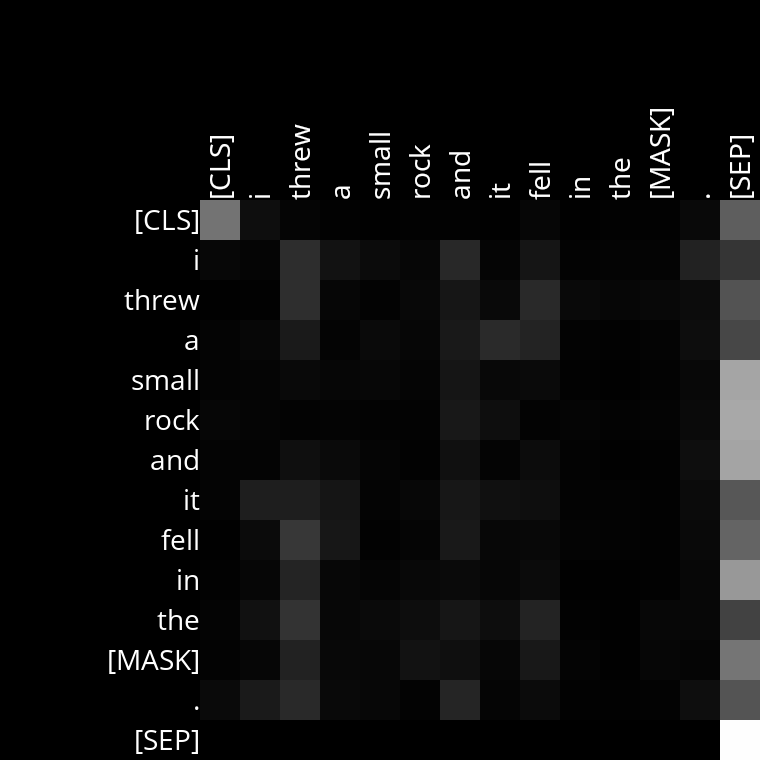 [CLS] i threw a small rock and it fell in the [MASK] . [SEP]
[CLS]
i
threw
a
small
rock
and
it
fell
in
the
[MASK]
.
[SEP]